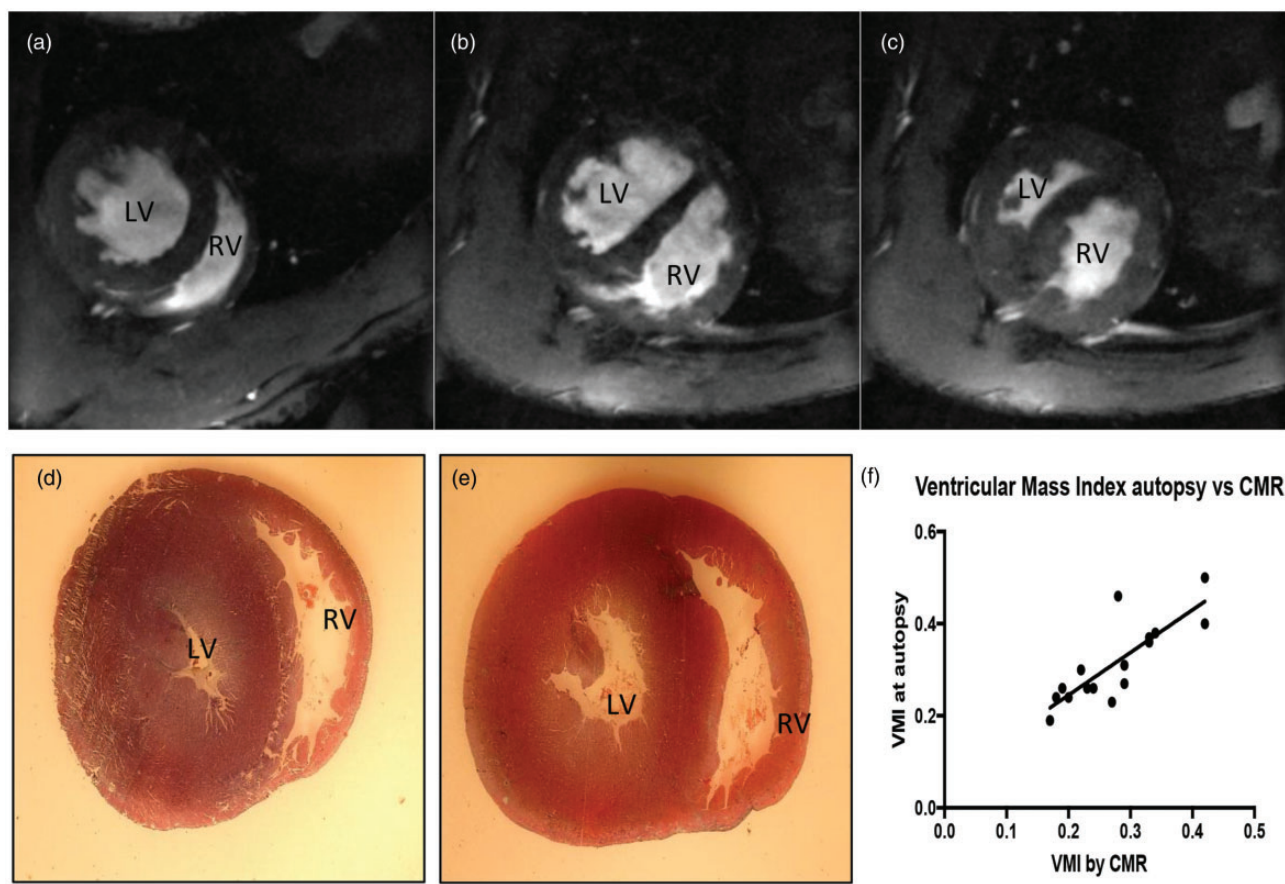 (a)
LV
RV
(b)
LV
RV
(c)
LV
RV
(d)
LV
RV
(e)
LV
RV
(f)
Ventricular Mass Index autopsy vs CMR
VMI at autopsy
0.6
0.4
0.2
0.0
0.0 0.1 0.2 0.3 0.4 0.5
VMI by CMR